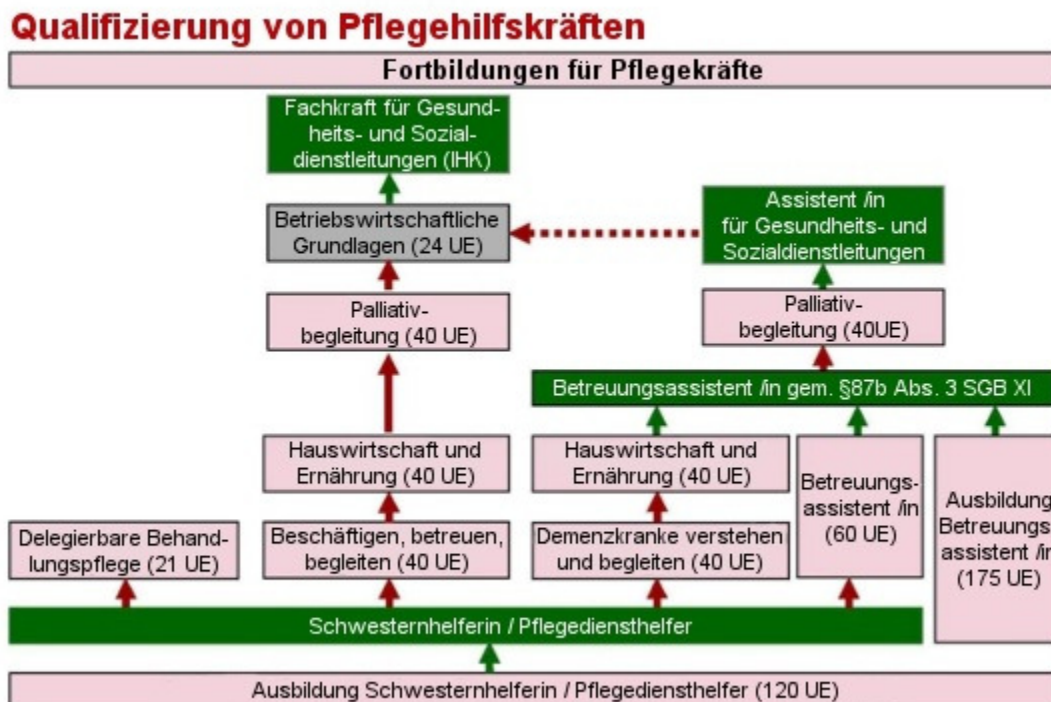 Qualifizierung von Pflegehilfskräften
Fortbildungen für Pflegekräfte
Fachkraft für Gesund-
heits- und Sozial-
dienstleitungen (IHK)
Betriebswirtschaftliche
Grundlagen (24 UE)
Assistent /in
für Gesundheits- und
Sozialdienstleitungen
Palliativ-
begleitung (40 UE)
Palliativ-
begleitung (40UE)
Betreuungsassistent /in gem. §87b Abs. 3 SGB XI
Hauswirtschaft und
Ernährung (40 UE)
Hauswirtschaft und
Ernährung (40 UE)
Betreuungs-
assistent /in
(60 UE)
Ausbildung
Betreuungs-
assistent /in
(175 UE)
Delegierbare Behand-
lungspflege (21 UE)
Beschäftigen, betreuen,
begleiten (40 UE)
Demenzkranke verstehen
und begleiten (40 UE)
Schwesternhelferin / Pflegediensthelfer
Ausbildung Schwesternhelferin / Pflegediensthelfer (120 UE)